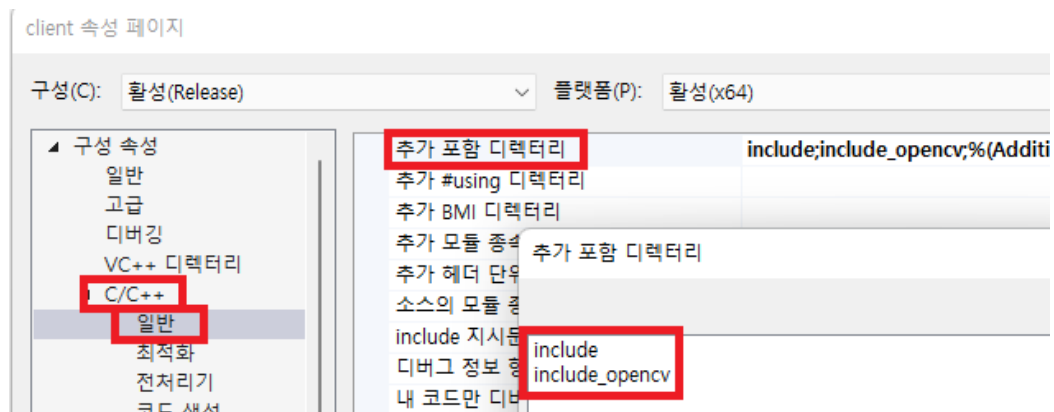 client 속성 페이지
구성(C): 활성(Release) 플랫폼(P): 활성(x64)
구성 속성
일반
고급
디버깅
VC++ 디렉터리
C/C++
일반
최적화
전처리기
추가 포함 디렉터리 include;include_opencv;%(Additi
추가 #using 디렉터리
추가 BMI 디렉터리
추가 모듈 종속
추가 헤더 단위
소스의 모듈 종
include 지시문
디버그 정보 형
내 코드만 디버
추가 포함 디렉터리
include
include_opencv